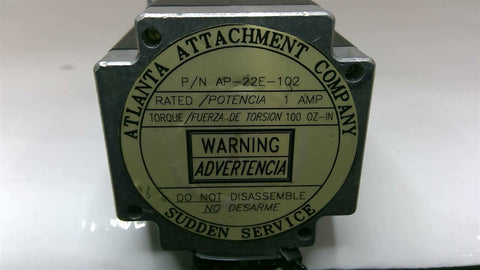 ATLANTA ATTACHMENT COMPANY
P/N AP-22E-102
RATED /POTENCIA 1 AMP
TORQUE/FUERZA DE TORSION 100 OZ-IN
WARNING
ADVERTENCIA
DO NOT DISASSEMBLE
NO DESARME
SUDDEN SERVICE